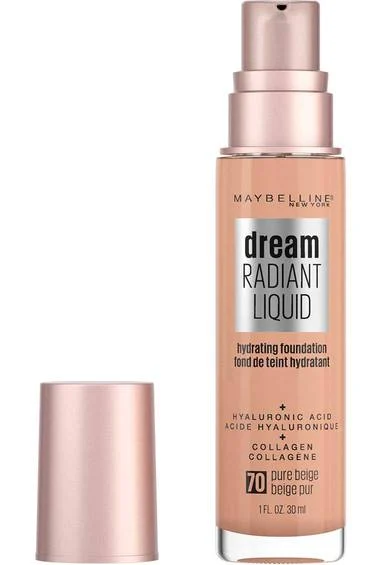 MAYBELLINE®
NEW YORK
dream
RADIANT
LIQUID
hydrating foundation
fond de teint hydratant
+
HYALURONIC ACID
ACIDE HYALURONIQUE
+
COLLAGEN
COLLAGÈNE
70 pure beige
beige pur
1 FL. OZ. 30 ml